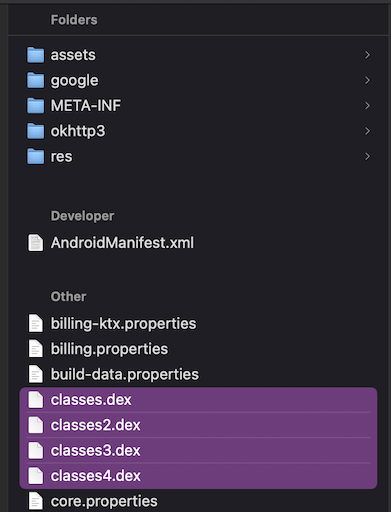 Folders
assets
google
META-INF
okhttp3
res
Developer
AndroidManifest.xml
Other
billing-ktx.properties
billing.properties
build-data.properties
classes.dex
classes2.dex
classes3.dex
classes4.dex
core.properties